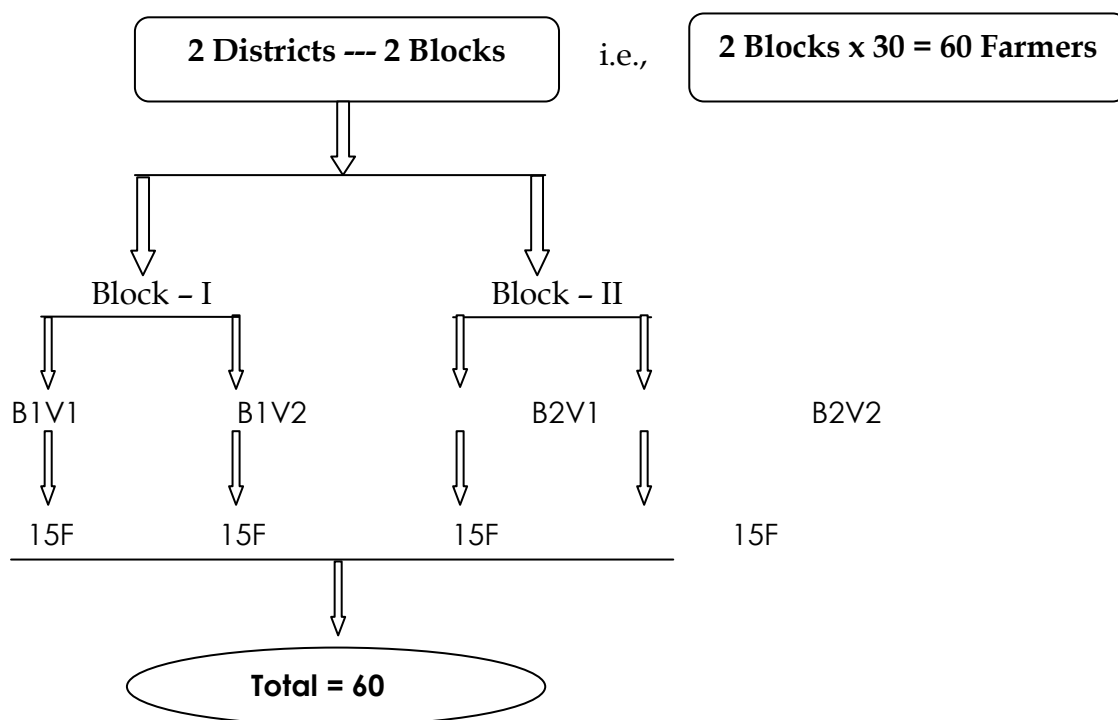 2 Districts --- 2 Blocks i.e., 2 Blocks x 30 = 60 Farmers
Block – I Block – II
B1V1 B1V2 B2V1 B2V2
15F 15F 15F 15F
Total = 60